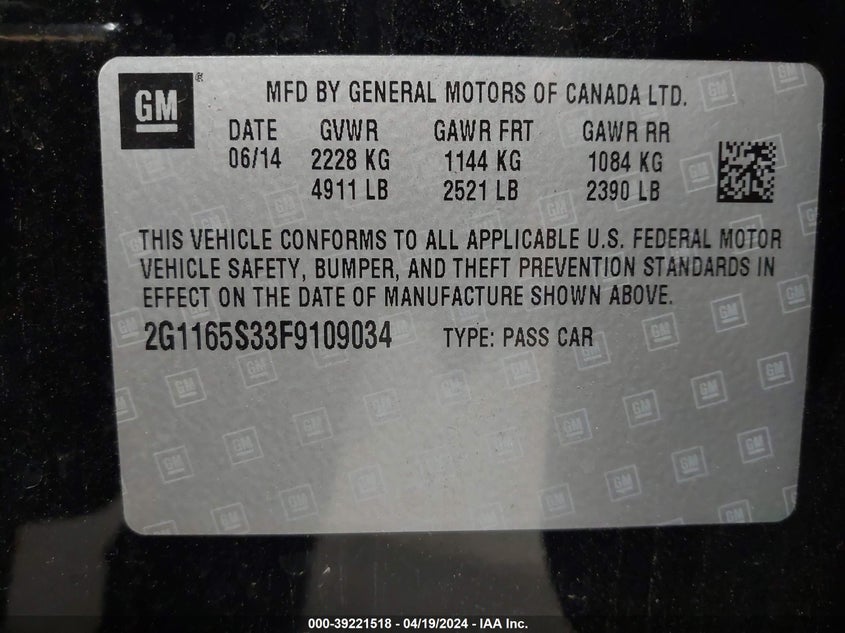 GM ®
MFD BY GENERAL MOTORS OF CANADA LTD.
DATE GVWR GAWR FRT GAWR RR
06/14 2228 KG 1144 KG 1084 KG
4911 LB 2521 LB 2390 LB
THIS VEHICLE CONFORMS TO ALL APPLICABLE U.S. FEDERAL MOTOR
VEHICLE SAFETY, BUMPER, AND THEFT PREVENTION STANDARDS IN
EFFECT ON THE DATE OF MANUFACTURE SHOWN ABOVE.
2G1165S33F9109034 TYPE: PASS CAR
000-39221518 - 04/19/2024 - IAA Inc.